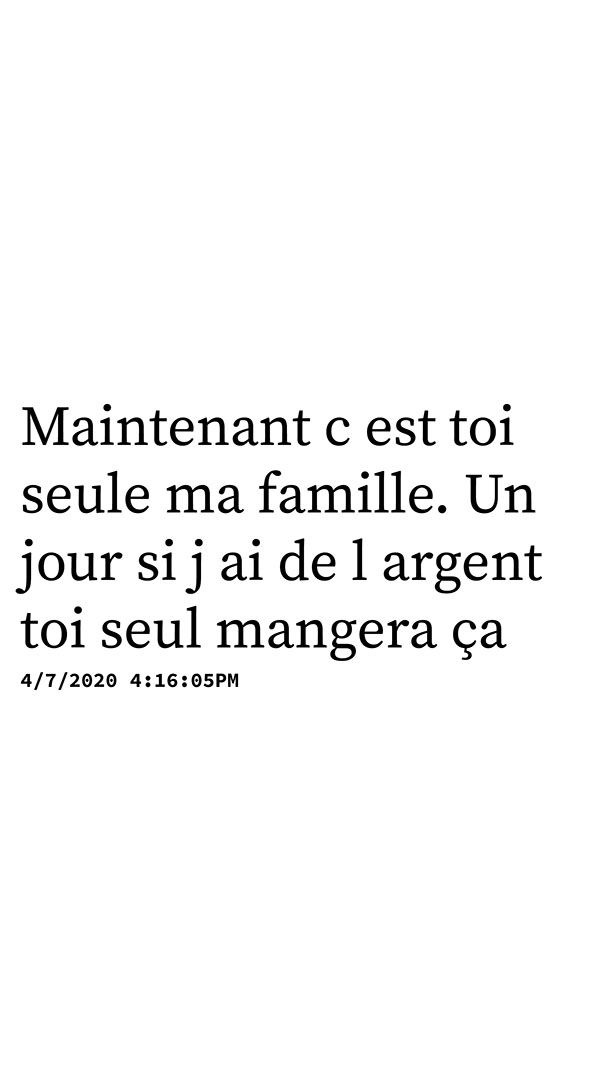 Maintenant c est toi
seule ma famille. Un
jour si j ai de l argent
toi seul mangera ça
4/7/2020 4:16:05PM